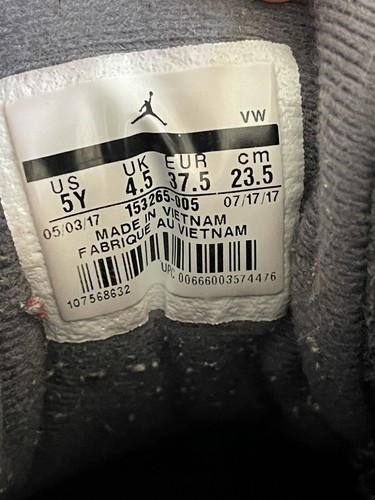 VW
US UK EUR cm
5Y 4.5 37.5 23.5
153265-005
05/03/17 07/17/17
MADE IN VIETNAM
FABRIQUE AU VIETNAM
UPC 00666003574476
107568632